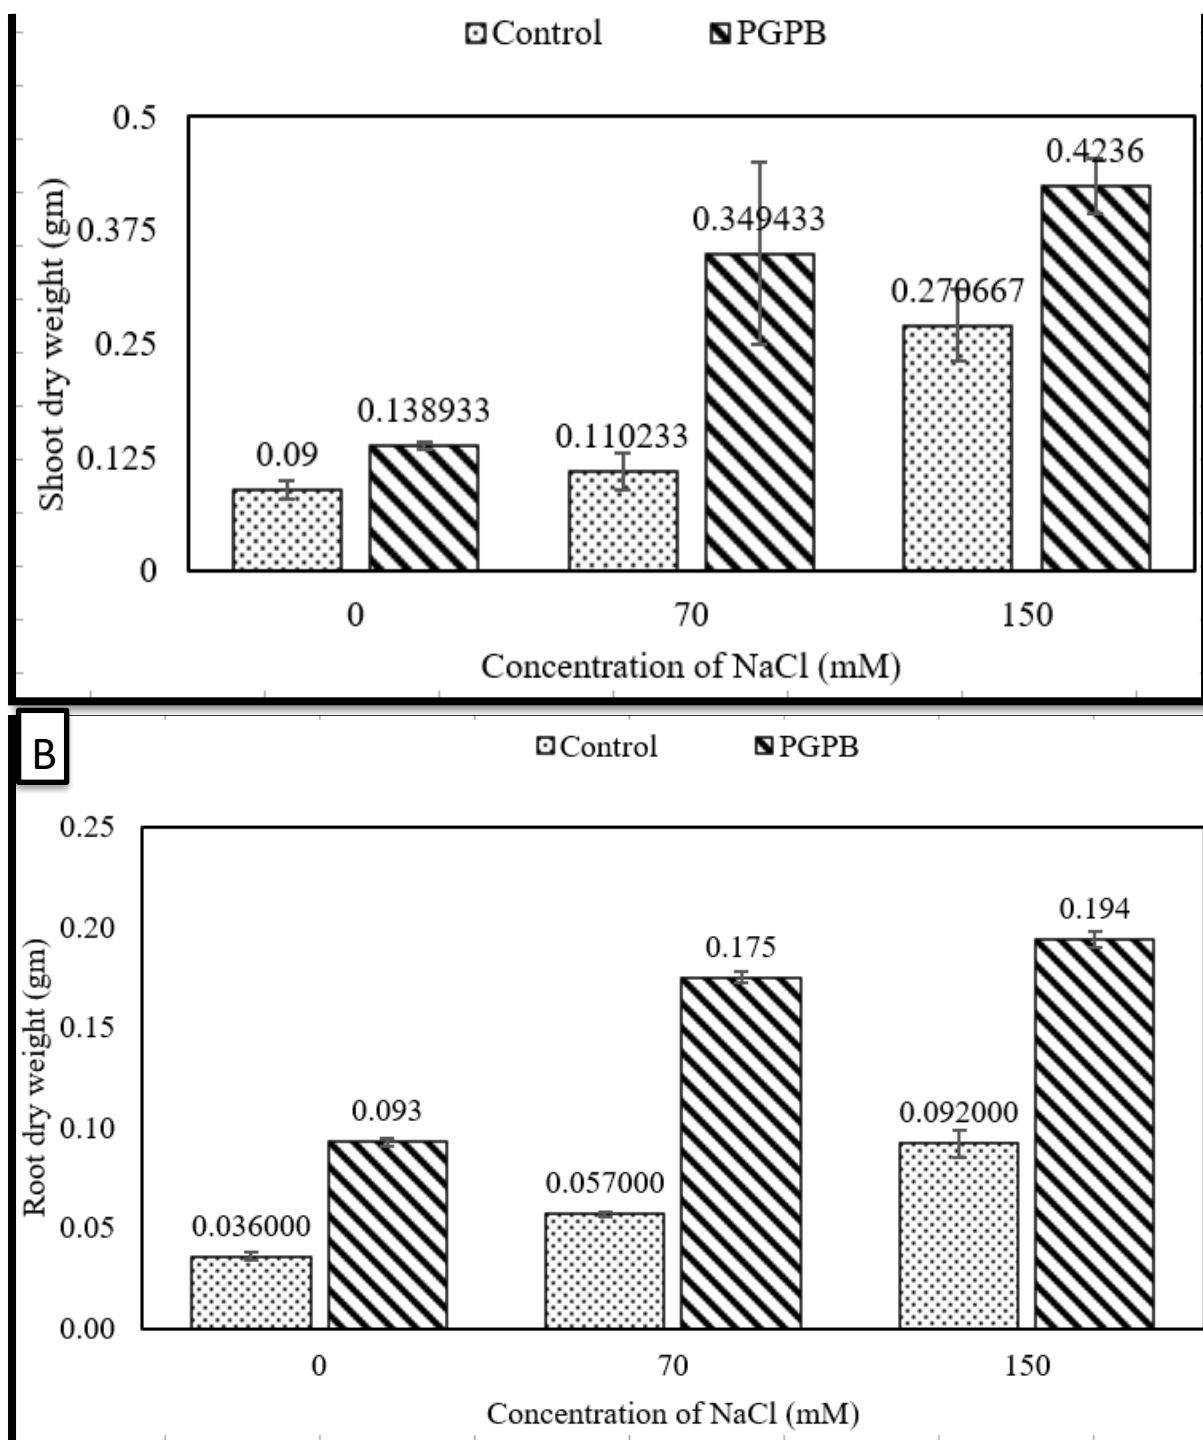 Control PGPB
0.5
0.375
0.25
0.125
0
Shoot dry weight (gm)
0.09
0.138933
0.110233
0.349433
0.270667
0.4236
0 70 150
Concentration of NaCl (mM)
B
Control PGPB
0.25
0.20
0.15
0.10
0.05
0.00
Root dry weight (gm)
0.036000
0.093
0.057000
0.175
0.092000
0.194
0 70 150
Concentration of NaCl (mM)